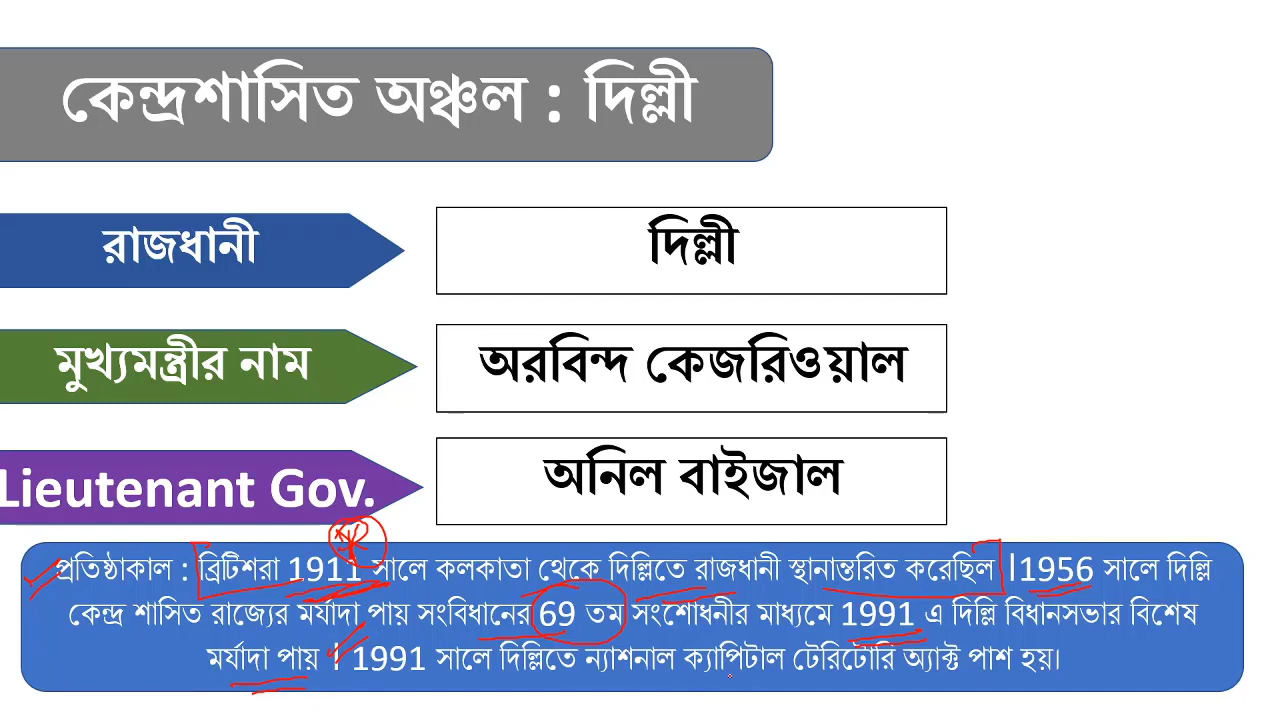 কেন্দ্রশাসিত অঞ্চল : দিল্লী
রাজধানী
দিল্লী
মুখ্যমন্ত্রীর নাম
অরবিন্দ কেজরিওয়াল
Lieutenant Gov.
অনিল বাইজাল
প্রতিষ্ঠাকাল : ব্রিটিশরা 1911 সালে কলকাতা থেকে দিল্লিতে রাজধানী স্থানান্তরিত করেছিল |1956 সালে দিল্লি
কেন্দ্র শাসিত রাজ্যের মর্যাদা পায় সংবিধানের 69 তম সংশোধনীর মাধ্যমে 1991 এ দিল্লি বিধানসভার বিশেষ
মর্যাদা পায় | 1991 সালে দিল্লিতে ন্যাশনাল ক্যাপিটাল টেরিটোরি অ্যাক্ট পাশ হয়।